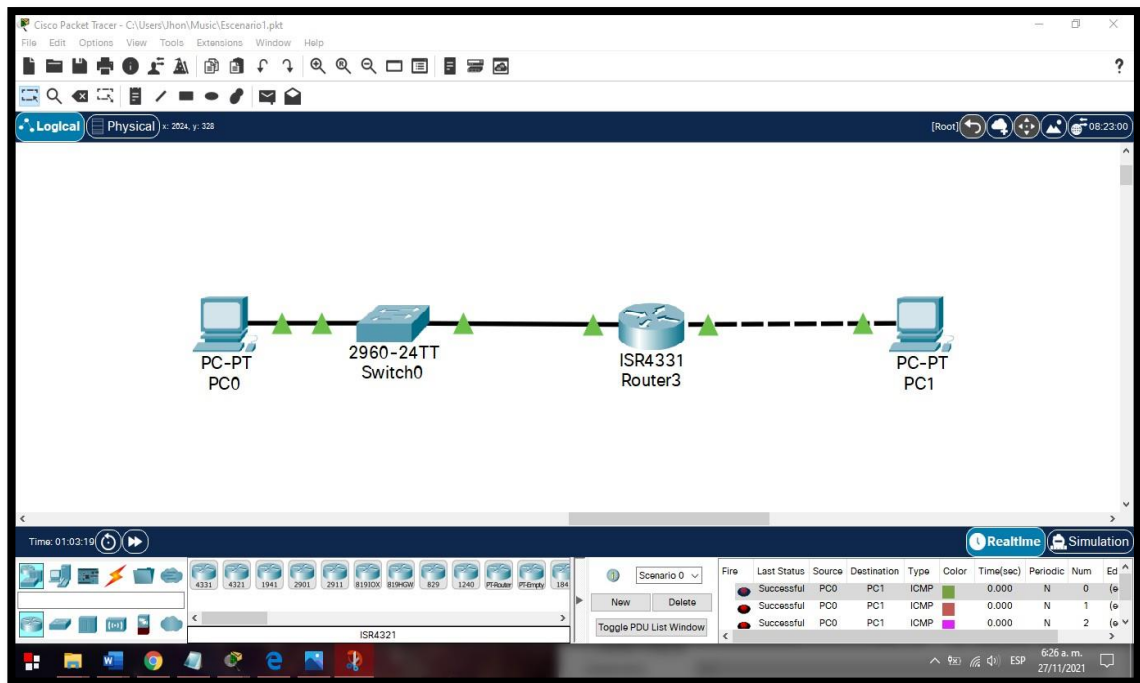 Cisco Packet Tracer - C:\Users\Jhon\Music\Escenario1.pkt
File Edit Options View Tools Extensions Window Help
?
Logical Physical x: 2024, y: 328 [Root] 08:23:00
PC-PT
PC0
2960-24TT
Switch0
ISR4331
Router3
PC-PT
PC1
Time: 01:03:19 Realtime Simulation
4331 4321 1941 2901 2911 819IOX 819HGW 829 1240 PT-Router PT-Empty 184
ISR4321
Scenario 0
New Delete
Toggle PDU List Window
Fire Last Status Source Destination Type Color Time(sec) Periodic Num Ed
Successful PC0 PC1 ICMP 0.000 N 0 (e
Successful PC0 PC1 ICMP 0.000 N 1 (e
Successful PC0 PC1 ICMP 0.000 N 2 (e
ESP 6:26 a. m.
27/11/2021